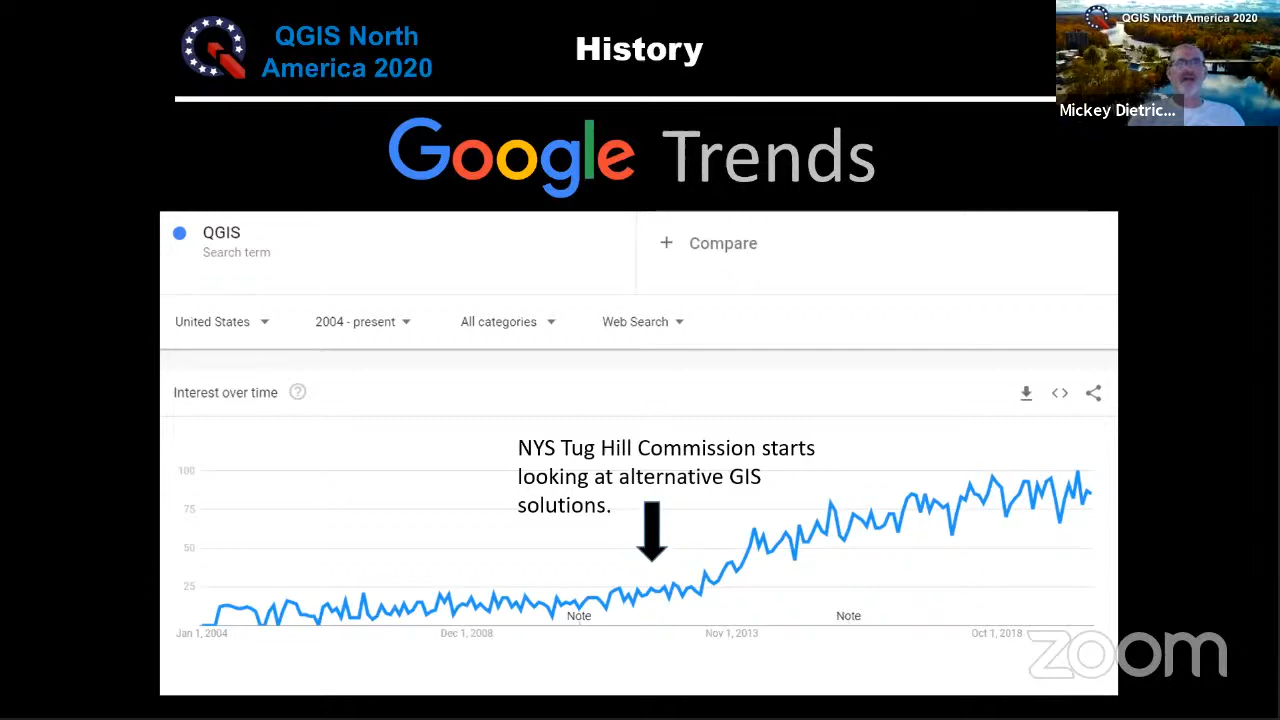 QGIS North
America 2020
History
QGIS North America 2020
Mickey Dietric...
Google Trends
QGIS
Search term
+ Compare
United States
2004 - present
All categories
Web Search
Interest over time
?
NYS Tug Hill Commission starts
looking at alternative GIS
solutions.
100
75
50
25
Note
Note
Jan 1, 2004
Dec 1, 2008
Nov 1, 2013
Oct 1, 2018
zoom